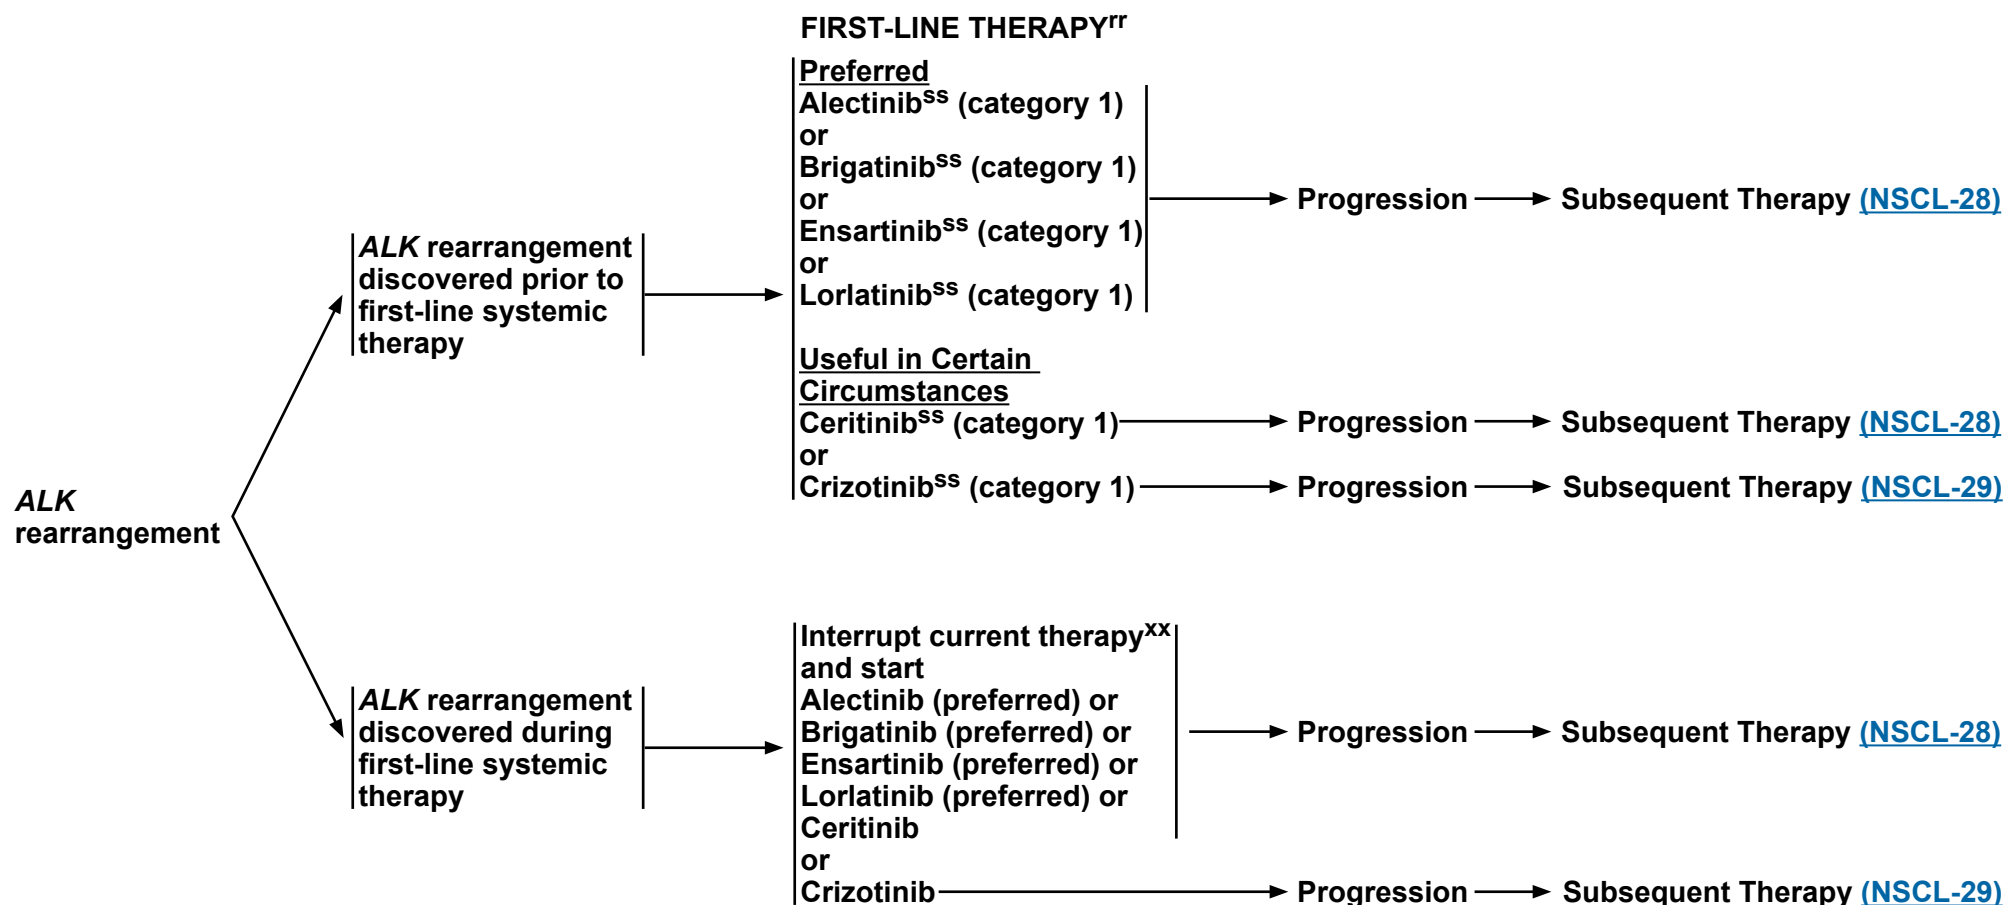 FIRST-LINE THERAPYrr
Preferred
Alectinibss (category 1)
or
Brigatinibss (category 1)
or
Ensartinibss (category 1)
or
Lorlatinibss (category 1)
Progression
Subsequent Therapy (NSCL-28)
ALK rearrangement
discovered prior to
first-line systemic
therapy
Useful in Certain
Circumstances
Ceritinibss (category 1)
Progression
Subsequent Therapy (NSCL-28)
or
Crizotinibss (category 1)
Progression
Subsequent Therapy (NSCL-29)
ALK
rearrangement
ALK rearrangement
discovered during
first-line systemic
therapy
Interrupt current therapyxx
and start
Alectinib (preferred) or
Brigatinib (preferred) or
Ensartinib (preferred) or
Lorlatinib (preferred) or
Ceritinib
Progression
Subsequent Therapy (NSCL-28)
or
Crizotinib
Progression
Subsequent Therapy (NSCL-29)